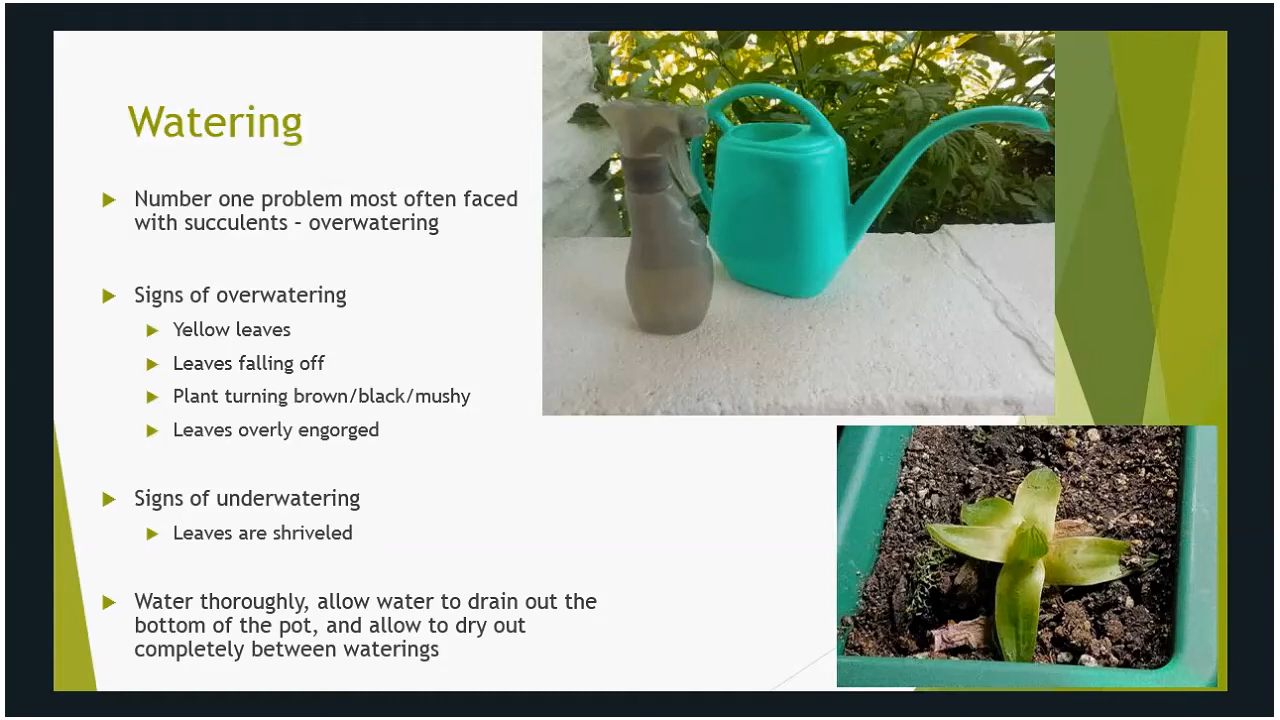 Watering
Number one problem most often faced
with succulents – overwatering
Signs of overwatering
Yellow leaves
Leaves falling off
Plant turning brown/black/mushy
Leaves overly engorged
Signs of underwatering
Leaves are shriveled
Water thoroughly, allow water to drain out the
bottom of the pot, and allow to dry out
completely between waterings